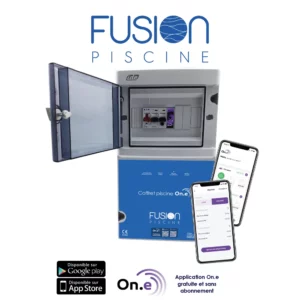 FUSION
PISCINE
Coffret piscine On.e
FUSION
PISCINE
Disponible sur
Google play
Disponible sur
App Store
On.e
Application On.e
gratuite et sans
abonnement